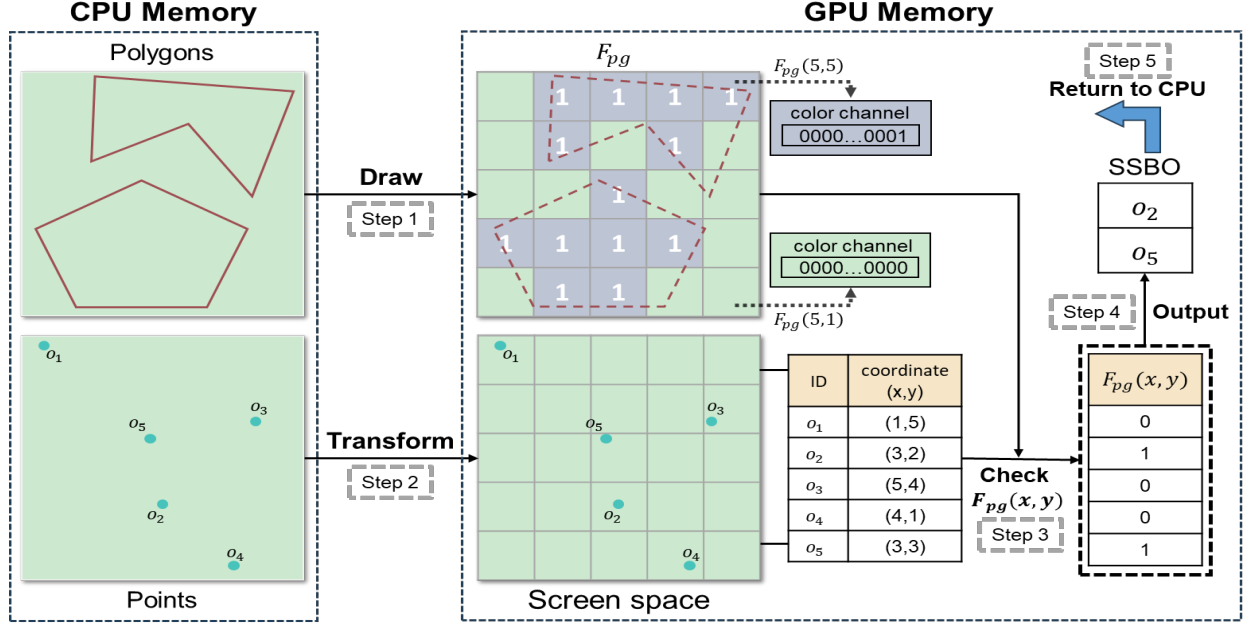 CPU Memory
GPU Memory
Polygons
F_pg
1 1 1 1
1 1
1
1 1 1 1
1 1
F_pg(5,5)
color channel
0000...0001
color channel
0000...0000
F_pg(5,1)
Draw
Step 1
Step 5
Return to CPU
SSBO
o_2
o_5
Step 4
Output
o_1
o_3
o_5
o_2
o_4
Points
Transform
Step 2
o_1
o_3
o_5
o_2
o_4
Screen space
ID coordinate
(x,y)
o_1 (1,5)
o_2 (3,2)
o_3 (5,4)
o_4 (4,1)
o_5 (3,3)
Check
F_pg(x,y)
Step 3
F_pg(x,y)
0
1
0
0
1